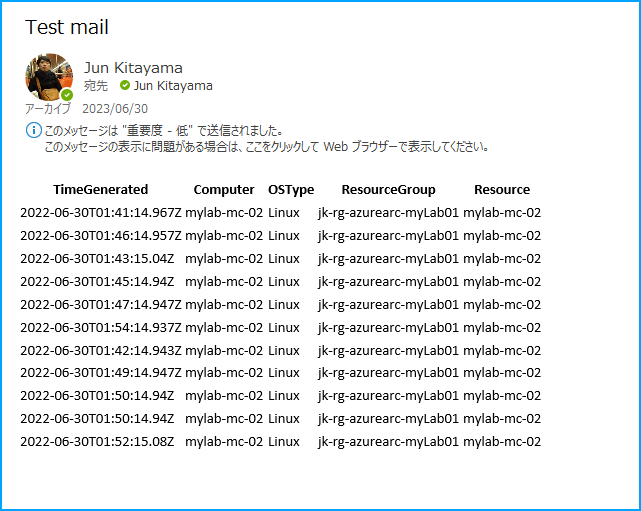 Test mail
Jun Kitayama
宛先 Jun Kitayama
アーカイブ 2023/06/30
このメッセージは "重要度 - 低" で送信されました。
このメッセージの表示に問題がある場合は、ここをクリックして Web ブラウザーで表示してください。
TimeGenerated Computer OSType ResourceGroup Resource
2022-06-30T01:41:14.967Z mylab-mc-02 Linux jk-rg-azurearc-myLab01 mylab-mc-02
2022-06-30T01:46:14.957Z mylab-mc-02 Linux jk-rg-azurearc-myLab01 mylab-mc-02
2022-06-30T01:43:15.04Z mylab-mc-02 Linux jk-rg-azurearc-myLab01 mylab-mc-02
2022-06-30T01:45:14.94Z mylab-mc-02 Linux jk-rg-azurearc-myLab01 mylab-mc-02
2022-06-30T01:47:14.947Z mylab-mc-02 Linux jk-rg-azurearc-myLab01 mylab-mc-02
2022-06-30T01:54:14.937Z mylab-mc-02 Linux jk-rg-azurearc-myLab01 mylab-mc-02
2022-06-30T01:42:14.943Z mylab-mc-02 Linux jk-rg-azurearc-myLab01 mylab-mc-02
2022-06-30T01:49:14.947Z mylab-mc-02 Linux jk-rg-azurearc-myLab01 mylab-mc-02
2022-06-30T01:50:14.94Z mylab-mc-02 Linux jk-rg-azurearc-myLab01 mylab-mc-02
2022-06-30T01:50:14.94Z mylab-mc-02 Linux jk-rg-azurearc-myLab01 mylab-mc-02
2022-06-30T01:52:15.08Z mylab-mc-02 Linux jk-rg-azurearc-myLab01 mylab-mc-02